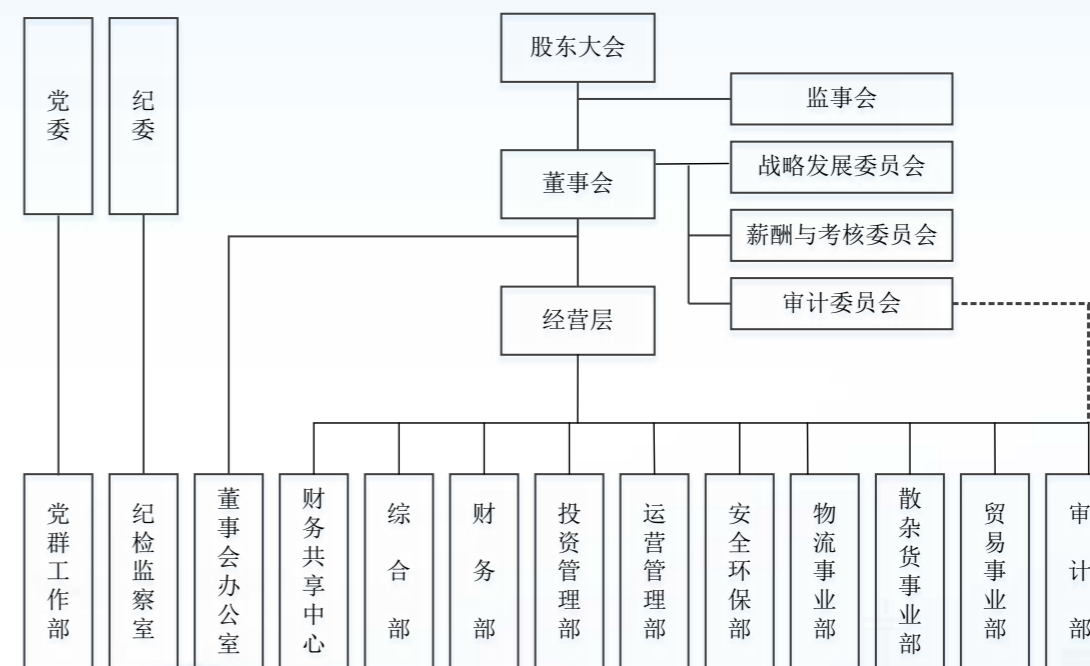 党委
纪委
股东大会
监事会
董事会
战略发展委员会
薪酬与考核委员会
审计委员会
经营层
党群工作部
纪检监察室
董事会办公室
财务共享中心
综合部
财务部
投资管理部
运营管理部
安全环保部
物流事业部
散杂货事业部
贸易事业部
审计部